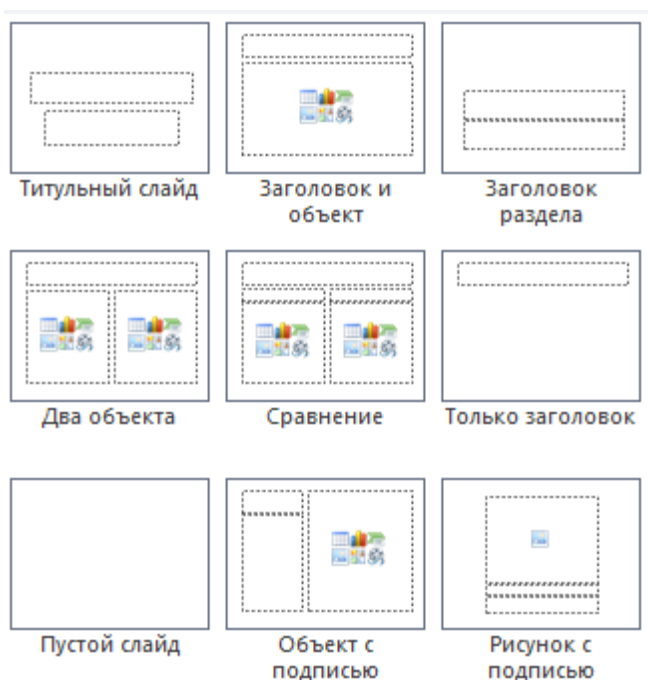 Титульный слайд
Заголовок и
объект
Заголовок
раздела
Два объекта
Сравнение
Только заголовок
Пустой слайд
Объект с
подписью
Рисунок с
подписью